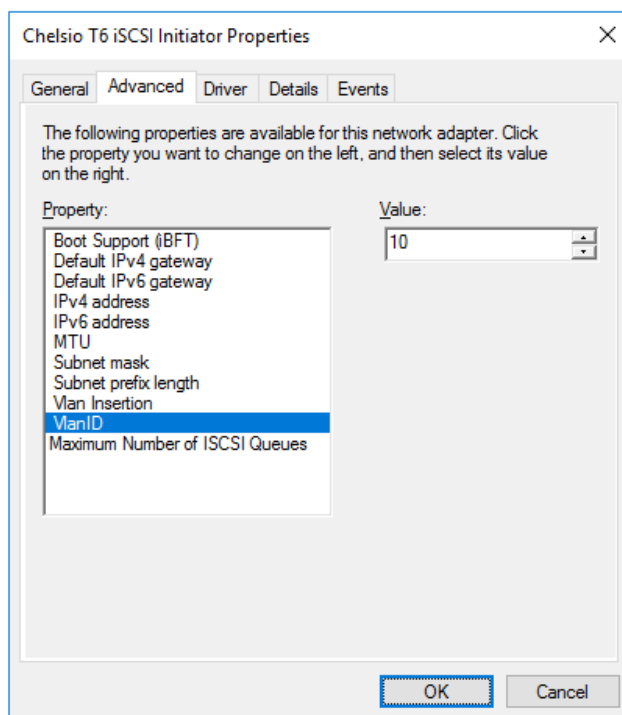 Chelsio T6 iSCSI Initiator Properties
General Advanced Driver Details Events
The following properties are available for this network adapter. Click
the property you want to change on the left, and then select its value
on the right.
Property: Value:
Boot Support (iBFT) 10
Default IPv4 gateway
Default IPv6 gateway
IPv4 address
IPv6 address
MTU
Subnet mask
Subnet prefix length
Vlan Insertion
VlanID
Maximum Number of ISCSI Queues
OK Cancel